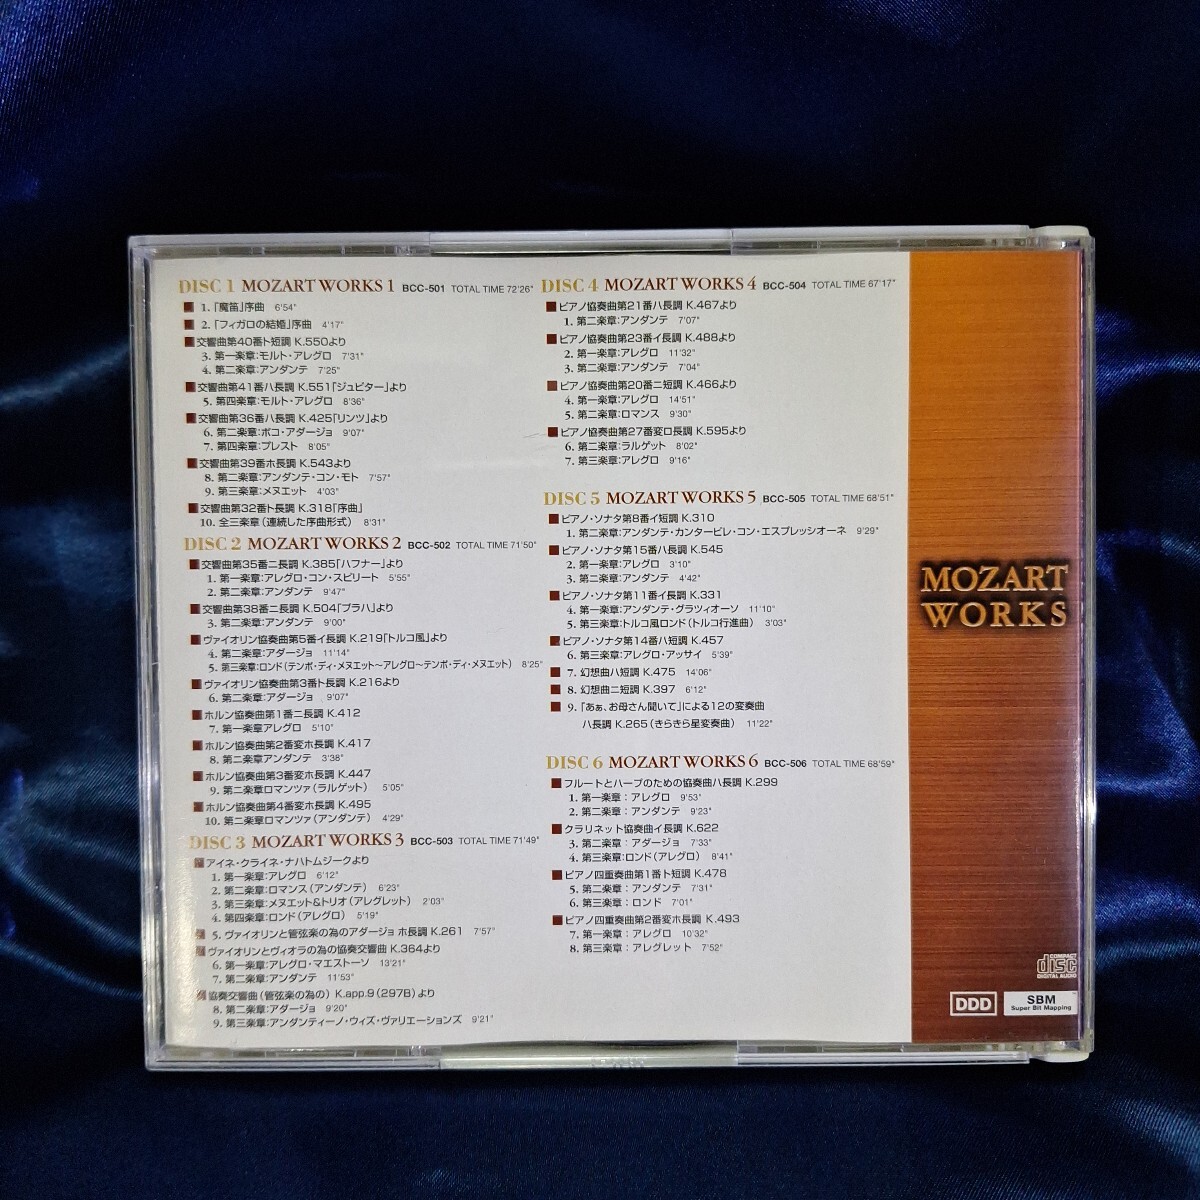 DISC 1 MOZART WORKS 1 BCC-501 TOTAL TIME 72'26"
1.「魔笛」序曲 6'54"
2.「フィガロの結婚」序曲 4'17"
交響曲第40番ト短調 K.550より
3. 第一楽章:モルト・アレグロ 7'31"
4. 第二楽章:アンダンテ 7'25"
交響曲第41番ハ長調 K.551「ジュピター」より
5. 第四楽章:モルト・アレグロ 8'36"
交響曲第36番ハ長調 K.425「リンツ」より
6. 第二楽章:ポコ・アダージョ 9'07"
7. 第四楽章:プレスト 8'05"
交響曲第39番ホ長調 K.543より
8. 第二楽章:アンダンテ・コン・モト 7'57"
9. 第三楽章:メヌエット 4'03"
交響曲第32番ト長調 K.318「序曲」
10. 全三楽章(連続した序曲形式) 8'31"
DISC 2 MOZART WORKS 2 BCC-502 TOTAL TIME 71'50"
交響曲第35番ニ長調 K.385「ハフナー」より
1. 第一楽章:アレグロ・コン・スピリート 5'55"
2. 第二楽章:アンダンテ 9'47"
交響曲第38番ニ長調 K.504「プラハ」より
3. 第二楽章:アンダンテ 9'00"
ヴァイオリン協奏曲第5番イ長調 K.219「トルコ風」より
4. 第二楽章:アダージョ 11'14"
5. 第三楽章:ロンド(テンポ・ディ・メヌエット〜アレグロ〜テンポ・ディ・メヌエット) 8'25"
ヴァイオリン協奏曲第3番ト長調 K.216より
6. 第二楽章:アダージョ 9'07"
ホルン協奏曲第1番ニ長調 K.412
7. 第一楽章アレグロ 5'10"
ホルン協奏曲第2番変ホ長調 K.417
8. 第二楽章アンダンテ 3'38"
ホルン協奏曲第3番変ホ長調 K.447
9. 第二楽章ロマンツァ(ラルゲット) 5'05"
ホルン協奏曲第4番変ホ長調 K.495
10. 第二楽章ロマンツァ(アンダンテ) 4'29"
DISC 3 MOZART WORKS 3 BCC-503 TOTAL TIME 71'49"
アイネ・クライネ・ナハトムジークより
1. 第一楽章:アレグロ 6'12"
2. 第二楽章:ロマンス(アンダンテ) 6'23"
3. 第三楽章:メヌエット&トリオ(アレグレット) 2'03"
4. 第四楽章:ロンド(アレグロ) 5'19"
5. ヴァイオリンと管弦楽の為のアダージョ ホ長調 K.261 7'57"
ヴァイオリンとヴィオラの為の協奏交響曲 K.364より
6. 第一楽章:アレグロ・マエストーソ 13'21"
7. 第二楽章:アンダンテ 11'53"
協奏交響曲(管弦楽の為の) K.app.9(297B)より
8. 第二楽章:アダージョ 9'20"
9. 第三楽章:アンダンティーノ・ウィズ・ヴァリエーションズ 9'21"
DISC 4 MOZART WORKS 4 BCC-504 TOTAL TIME 67'17"
ピアノ協奏曲第21番ハ長調 K.467より
1. 第二楽章:アンダンテ 7'07"
ピアノ協奏曲第23番イ長調 K.488より
2. 第一楽章:アレグロ 11'32"
3. 第二楽章:アンダンテ 7'04"
ピアノ協奏曲第20番ニ短調 K.466より
4. 第一楽章:アレグロ 14'51"
5. 第二楽章:ロマンス 9'30"
ピアノ協奏曲第27番変ロ長調 K.595より
6. 第二楽章:ラルゲット 8'02"
7. 第三楽章:アレグロ 9'16"
DISC 5 MOZART WORKS 5 BCC-505 TOTAL TIME 68'51"
ピアノ・ソナタ第8番イ短調 K.310
1. 第二楽章:アンダンテ・カンタービレ・コン・エスプレッシオーネ 9'29"
ピアノ・ソナタ第15番ハ長調 K.545
2. 第一楽章:アレグロ 3'10"
3. 第二楽章:アンダンテ 4'42"
ピアノ・ソナタ第11番イ長調 K.331
4. 第一楽章:アンダンテ・グラツィオーソ 11'10"
5. 第三楽章:トルコ風ロンド(トルコ行進曲) 3'03"
ピアノ・ソナタ第14番ハ短調 K.457
6. 第三楽章:アレグロ・アッサイ 5'39"
7. 幻想曲ハ短調 K.475 14'06"
8. 幻想曲ニ短調 K.397 6'12"
9.「あぁ、お母さん聞いて」による12の変奏曲
ハ長調 K.265(きらきら星変奏曲) 11'22"
DISC 6 MOZART WORKS 6 BCC-506 TOTAL TIME 68'59"
フルートとハープのための協奏曲ハ長調 K.299
1. 第一楽章:アレグロ 9'53"
2. 第二楽章:アンダンテ 9'23"
クラリネット協奏曲イ長調 K.622
3. 第二楽章:アダージョ 7'33"
4. 第三楽章:ロンド(アレグロ) 8'41"
ピアノ四重奏曲第1番ト短調 K.478
5. 第二楽章:アンダンテ 7'31"
6. 第三楽章:ロンド 7'01"
ピアノ四重奏曲第2番変ホ長調 K.493
7. 第一楽章:アレグロ 10'32"
8. 第三楽章:アレグレット 7'52"
MOZART
WORKS
COMPACT
disc
DIGITAL AUDIO
DDD
SBM
Super Bit Mapping